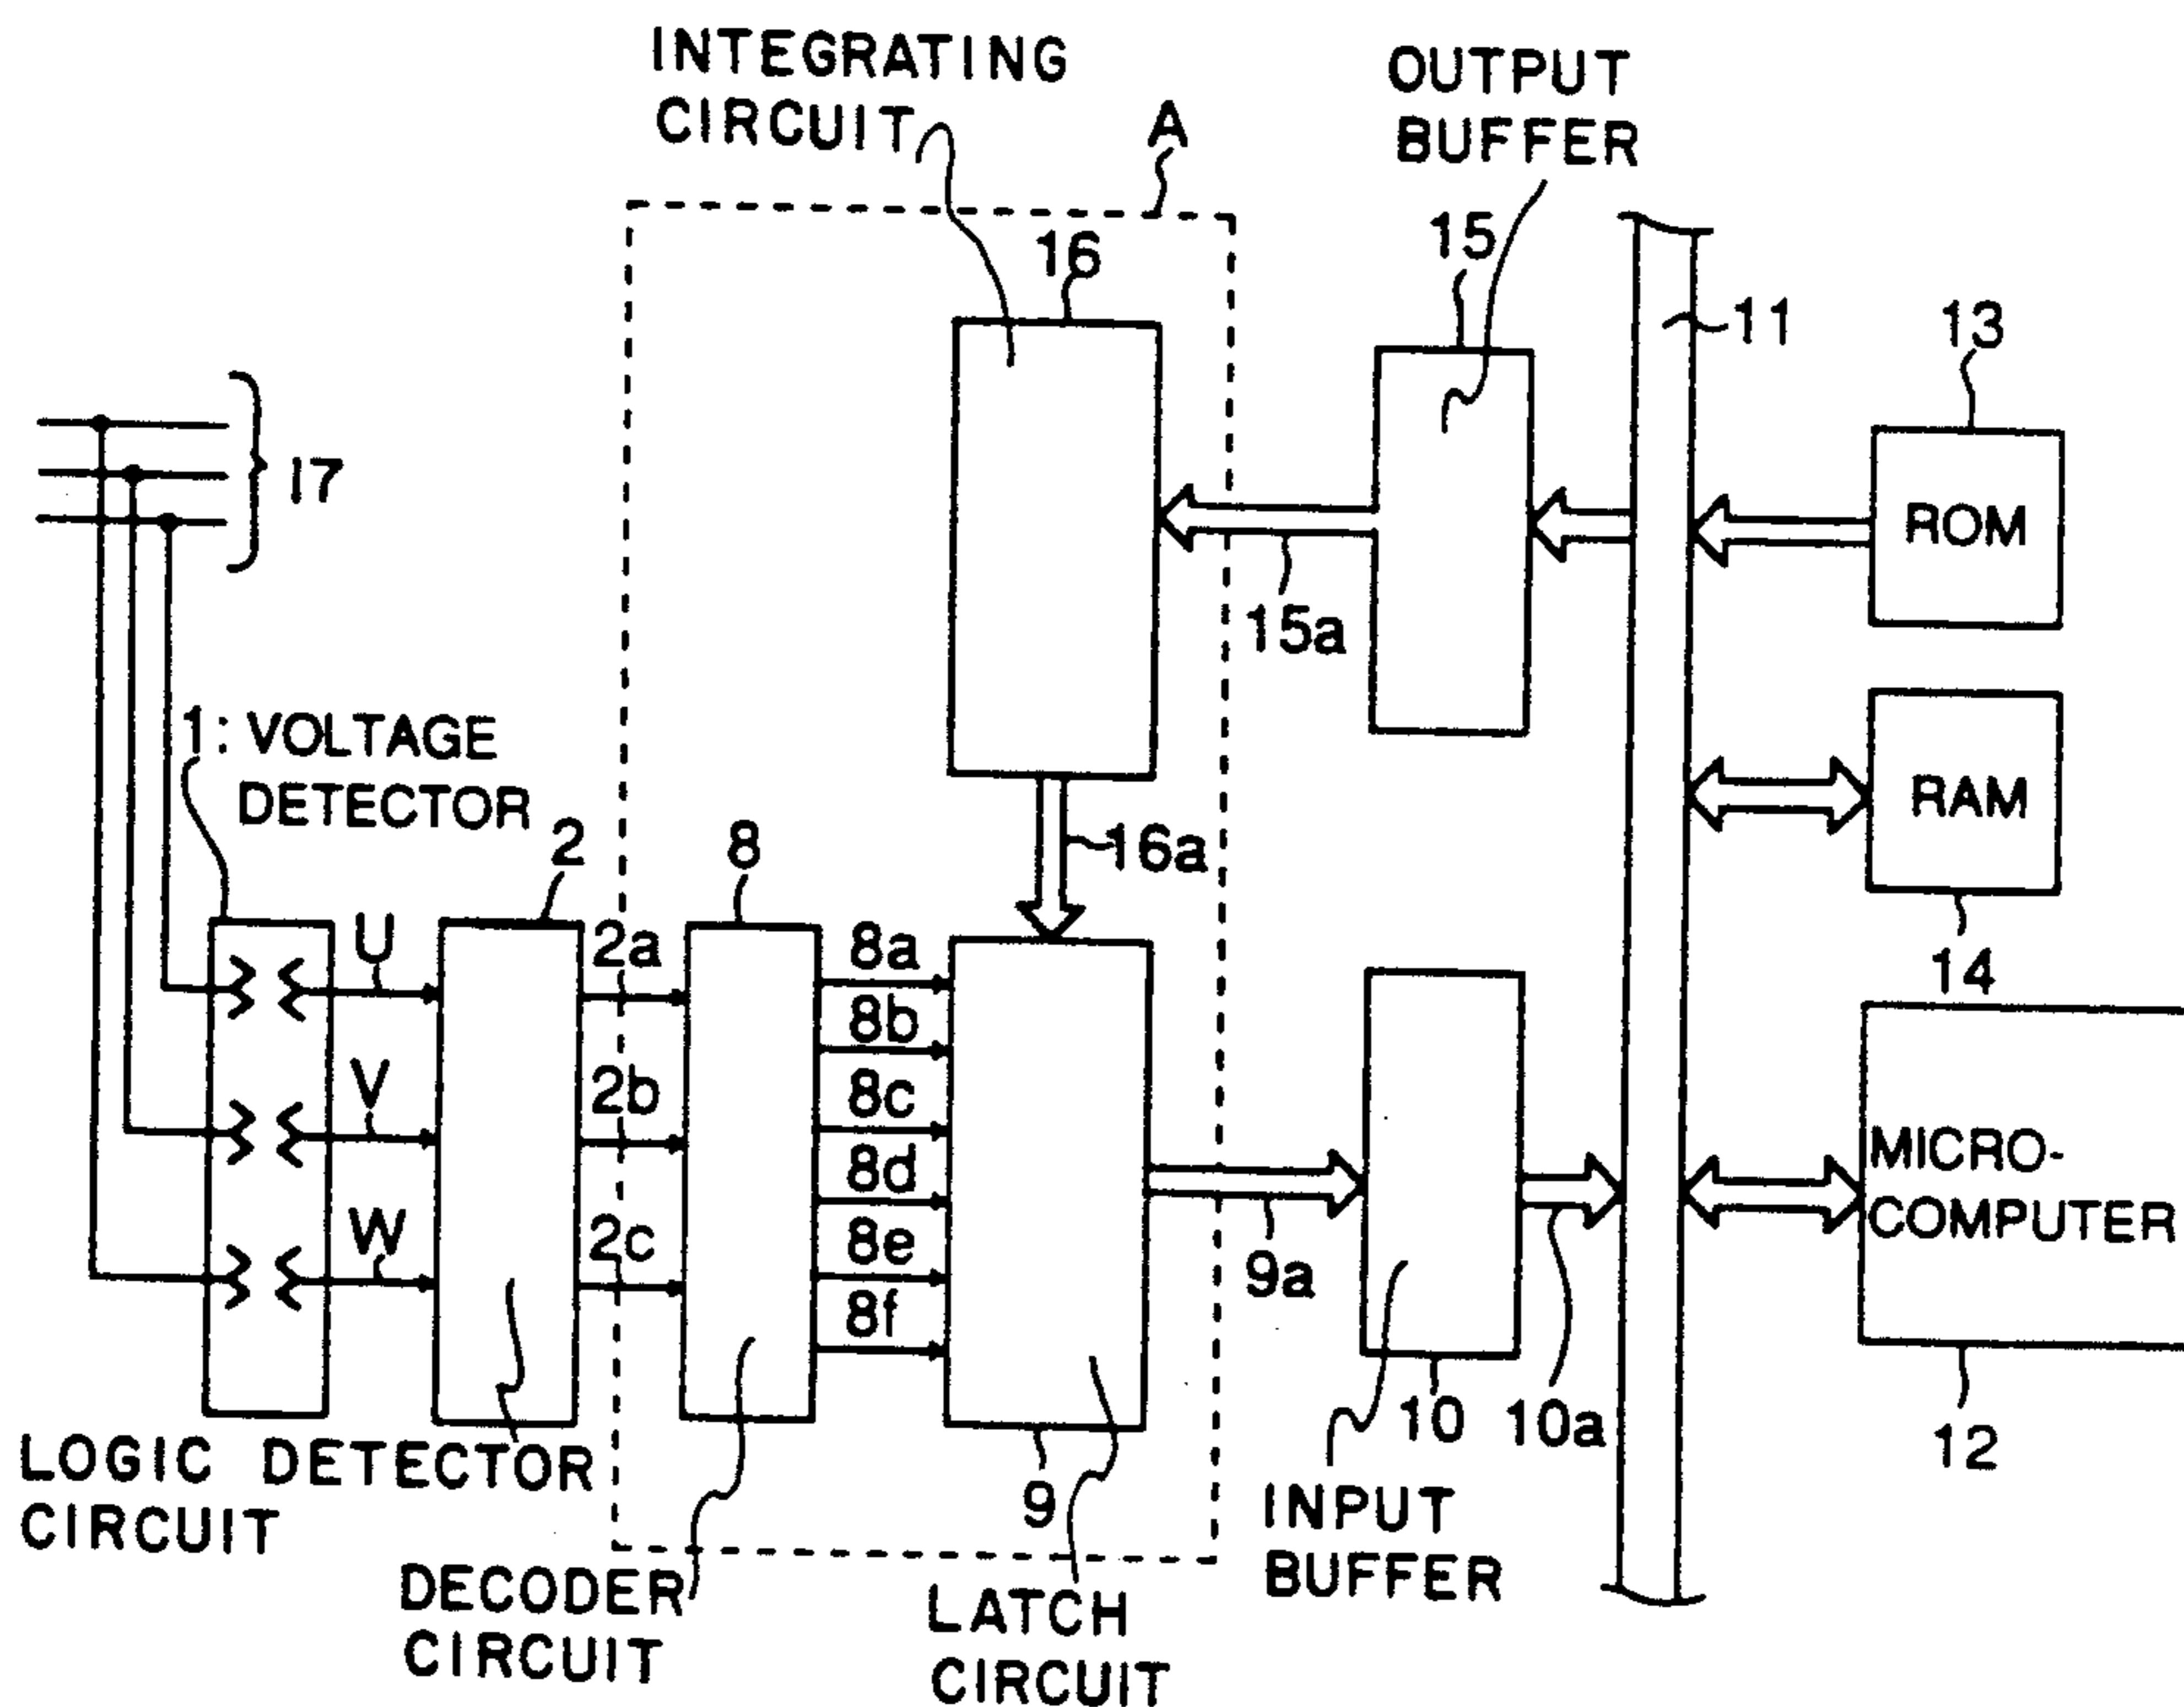 INTEGRATING
CIRCUIT
A
OUTPUT
BUFFER
16
15
11
13
17
ROM
15a
1: VOLTAGE
DETECTOR
2
8
16a
RAM
14
U
2a
8a
8b
V
2b
8c
8d
MICRO-
COMPUTER
W
2c
8e
9a
8f
10
10a
12
LOGIC DETECTOR
CIRCUIT
9
INPUT
BUFFER
DECODER
CIRCUIT
LATCH
CIRCUIT